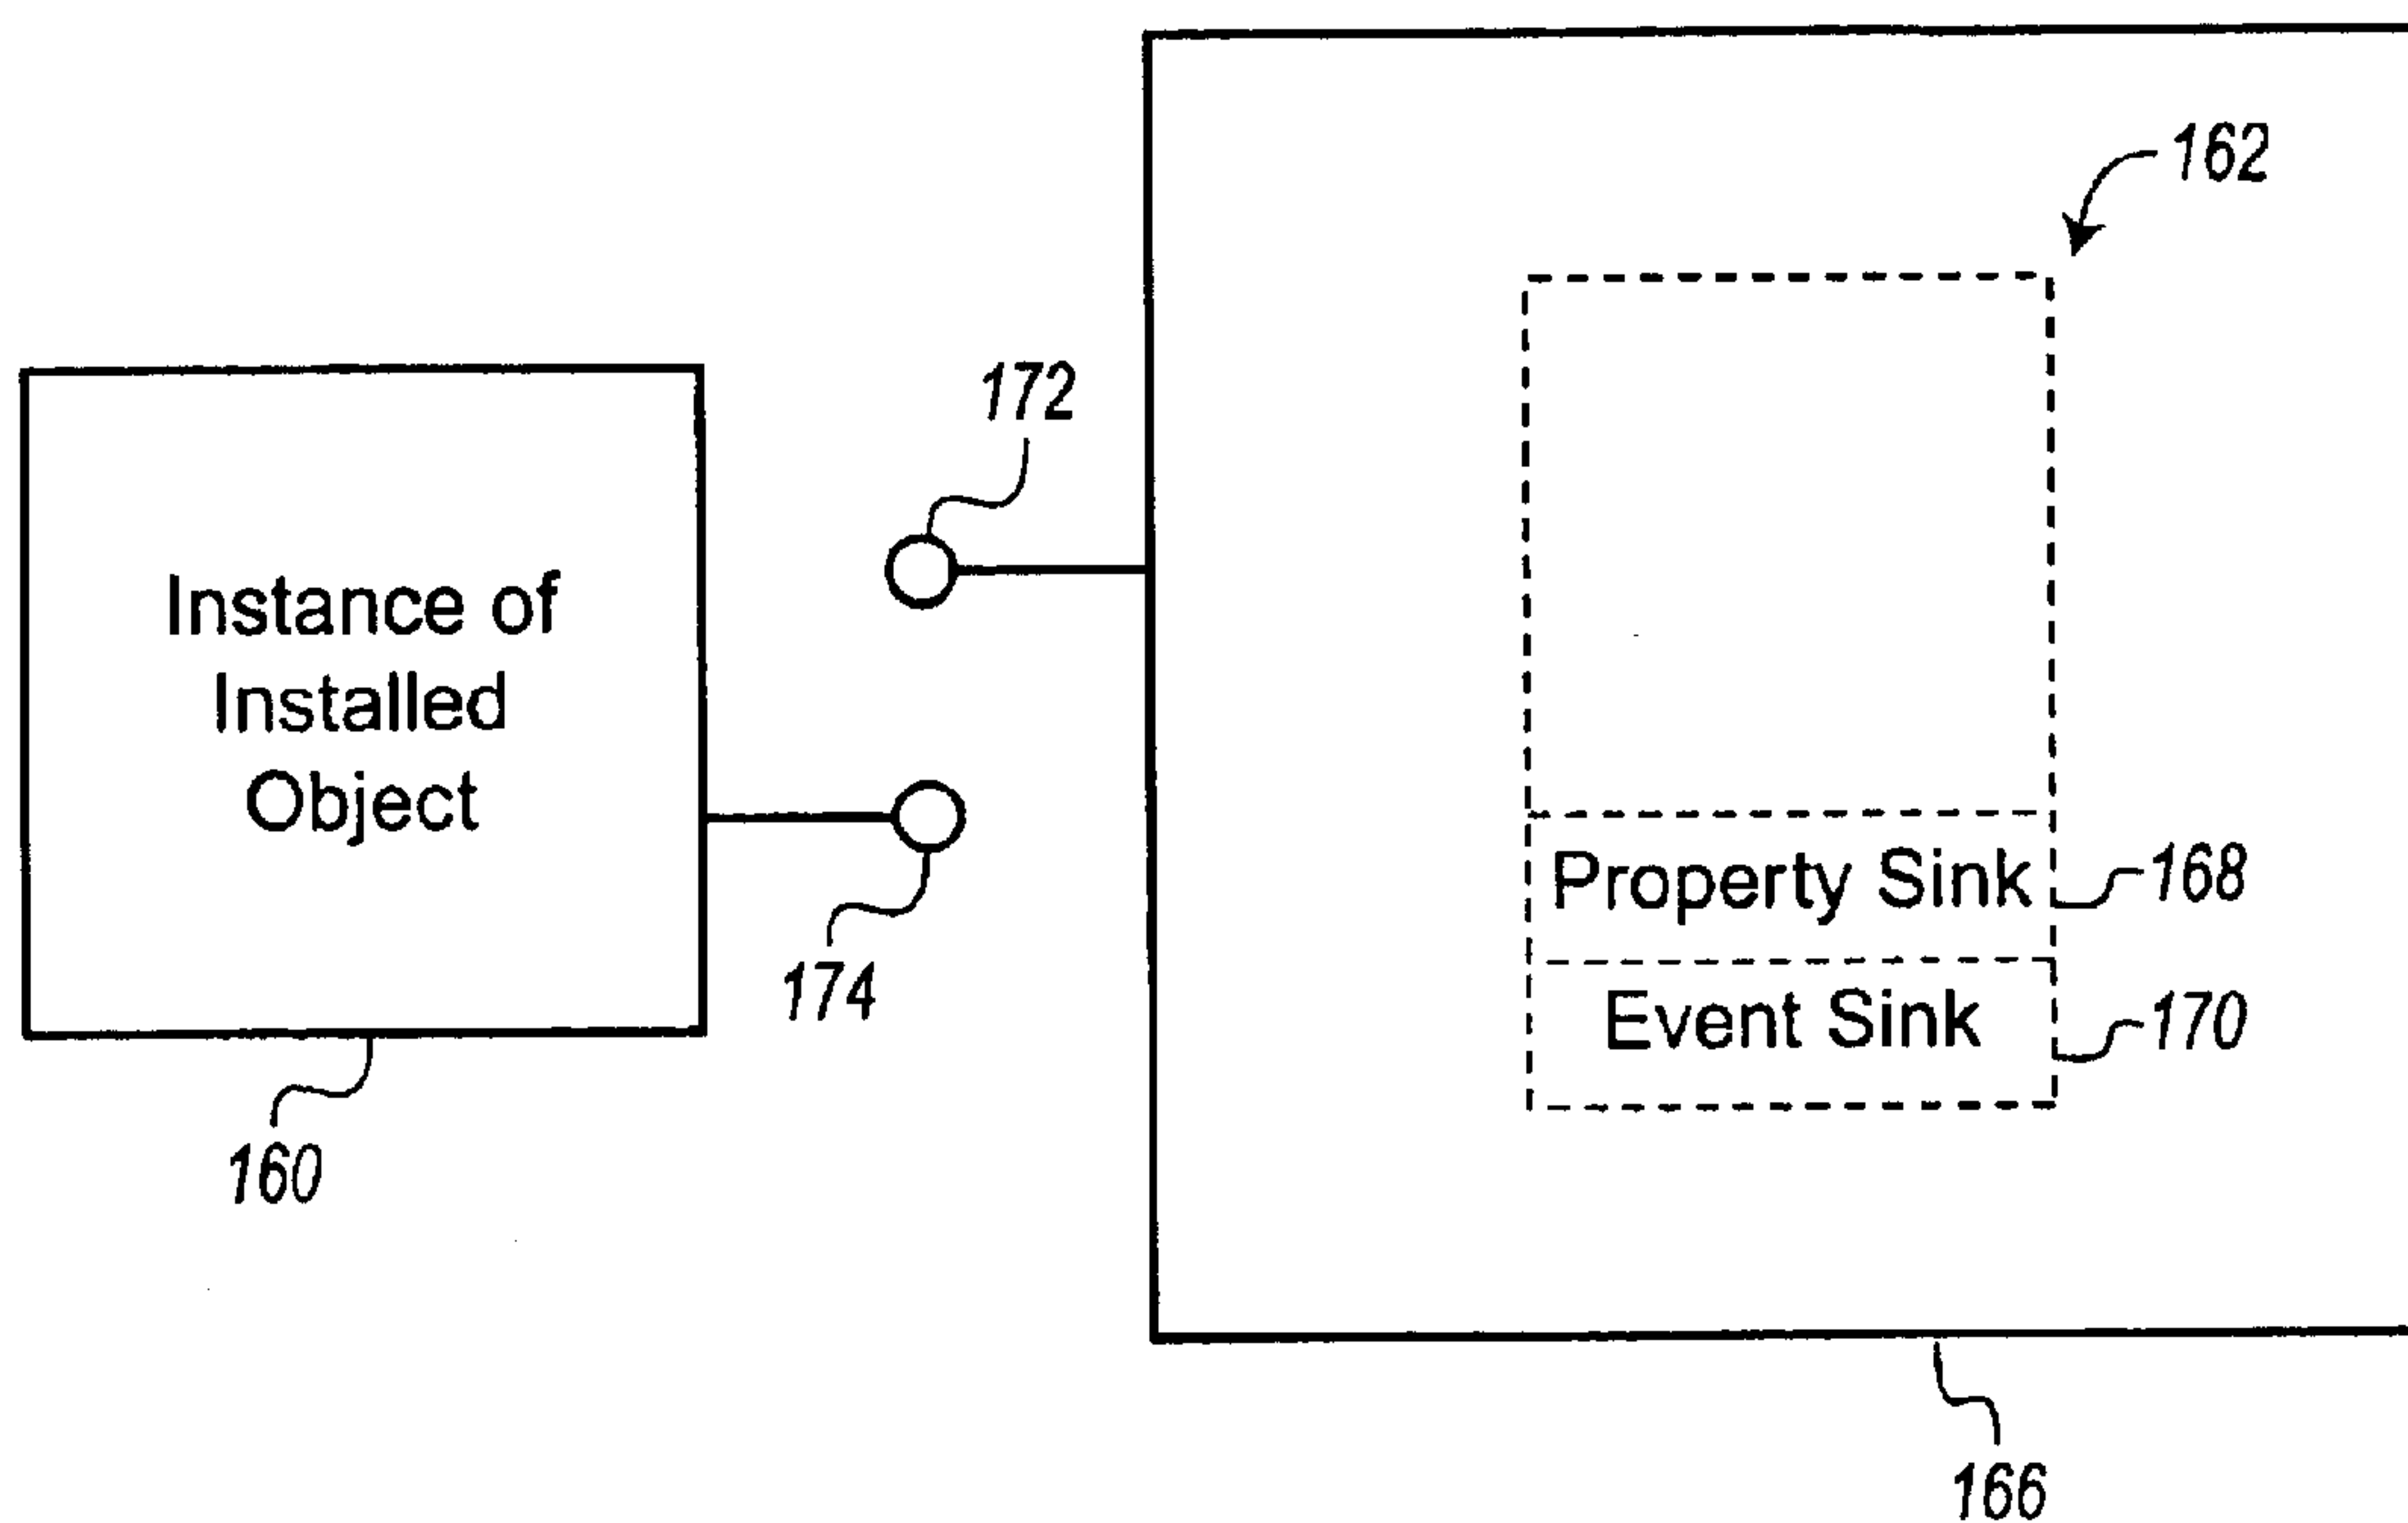 162
172
Instance of
Installed
Object
Property Sink
168
174
Event Sink
170
160
166